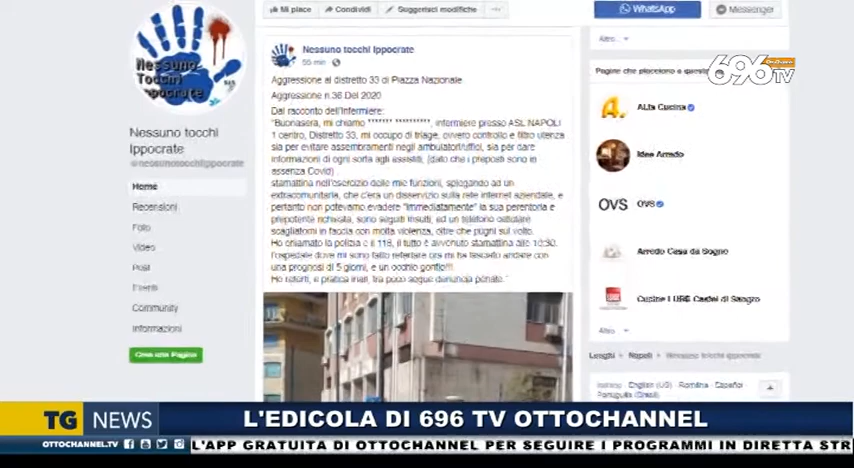 Mi piace Condividi Suggerisci modifiche ...
WhatsApp Messenger
Altro
Nessuno
Tocchi
Ippocrate
Nessuno tocchi
Ippocrate
@nessunotocchiippocrate
Home
Recensioni
Foto
Video
Post
Eventi
Community
Informazioni
Crea una Pagina
Nessuno tocchi Ippocrate
55 min
Aggressione al distretto 33 di Piazza Nazionale
Aggressione n.36 Del 2020
Dal racconto dell'infermiere:
"Buonasera, mi chiamo ******* **********, infermiere presso ASL NAPOLI
1 centro, Distretto 33, mi occupo di triage, ovvero controllo e filtro utenza
sia per evitare assembramenti negli ambulatori/uffici, sia per dare
informazioni di ogni sorta agli assistiti, (dato che i preposti sono in
assenza Covid) .
stamattina nell'esercizio delle mie funzioni, spiegando ad un
extracomunitaria, che c'era un disservizio sulla rete internet aziendale, e
pertanto non potevamo evadere "immediatamente" la sua perentoria e
prepotente richiesta, sono seguiti insulti, ed un telefono cellulare
scagliatomi in faccia con molta violenza, oltre che pugni sul volto.
Ho chiamato la polizia e il 118, il tutto è avvenuto stamattina alle 10:30.
l'ospedale dove mi sono fatto refertare ora mi ha lasciato andare con
una prognosi di 5 giorni, e un occhio gonfio!!!
Ho referti, e pratica inail, tra poco segue denuncia penale."
Pagine che piacciono a questa
696 TV
ALta Cucina
Idee Arredo
OVS OVS
Arredo Casa da Sogno
Cucine LUBE Castel di Sangro
Altro
Luoghi Napoli Nessuno tocchi Ippocrate
Italiano · English (US) · Română · Español ·
Português (Brasil)
TG NEWS
L'EDICOLA DI 696 TV OTTOCHANNEL
OTTOCHANNEL.TV
L'APP GRATUITA DI OTTOCHANNEL PER SEGUIRE I PROGRAMMI IN DIRETTA STR